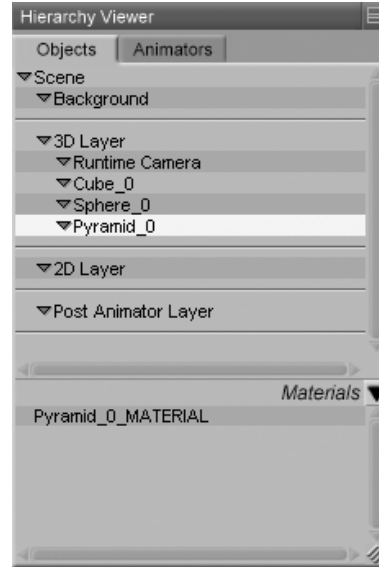 Hierarchy Viewer
Objects Animators
Scene
Background
3D Layer
Runtime Camera
Cube_0
Sphere_0
Pyramid_0
2D Layer
Post Animator Layer
Materials
Pyramid_0_MATERIAL